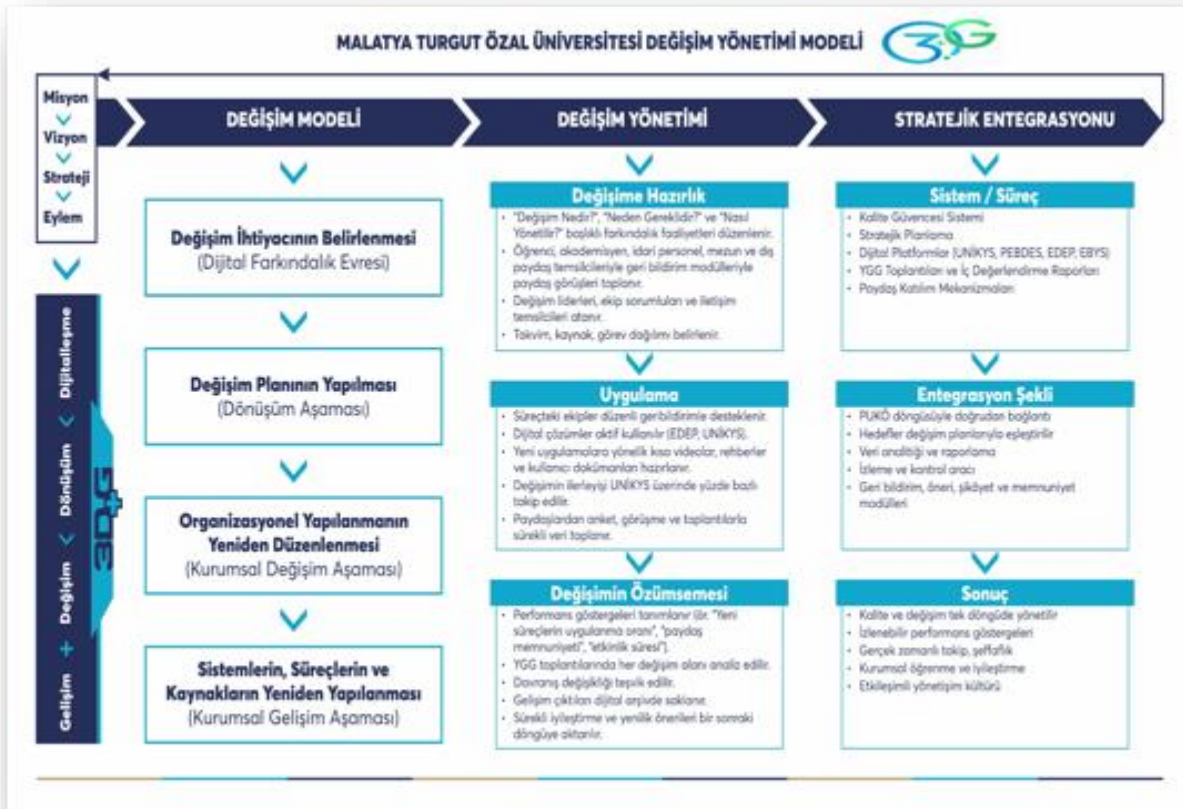 MALATYA TURGUT ÖZAL ÜNİVERSİTESİ DEĞİŞİM YÖNETİMİ MODELİ
3DG
Misyon
Vizyon
Strateji
Eylem
DEĞİŞİM MODELİ
DEĞİŞİM YÖNETİMİ
STRATEJİK ENTEGRASYONU
Dijitalleşme
Dönüşüm
Değişim
+
Gelişim
3D+G
Değişim İhtiyacının Belirlenmesi
(Dijital Farkındalık Evresi)
Değişim Planının Yapılması
(Dönüşüm Aşaması)
Organizasyonel Yapılanmanın
Yeniden Düzenlenmesi
(Kurumsal Değişim Aşaması)
Sistemlerin, Süreçlerin ve
Kaynakların Yeniden Yapılanması
(Kurumsal Gelişim Aşaması)
Değişime Hazırlık
• "Değişim Nedir?", "Neden Gereklidir?" ve "Nasıl
Yönetilir?" başlıklı farkındalık faaliyetleri düzenlenir.
• Öğrenci, akademisyen, idari personel, mezun ve dış
paydaş temsilcileriyle geri bildirim modülleriyle
paydaş görüşleri toplanır.
• Değişim liderleri, ekip sorumluları ve iletişim
temsilcileri atanır.
• Takvim, kaynak, görev dağılımı belirlenir.
Uygulama
• Süreçteki ekipler düzenli geribildirimle desteklenir.
• Dijital çözümler aktif kullanılır (EDEP, UNİKYS).
• Yeni uygulamalara yönelik kısa videolar, rehberler
ve kullanıcı dokümanları hazırlanır.
• Değişimin ilerleyişi UNİKYS üzerinde yüzde bazlı
takip edilir.
• Paydaşlardan anket, görüşme ve toplantılarla
sürekli veri toplanır.
Değişimin Özümsemesi
• Performans göstergeleri tanımlanır (ör. "Yeni
süreçlerin uygulanma oranı", "paydaş
memnuniyeti", "etkinlik süresi").
• YGG toplantılarında her değişim alanı analiz edilir.
• Davranış değişikliği teşvik edilir.
• Gelişim çıktıları dijital arşivde saklanır.
• Sürekli iyileştirme ve yenilik önerileri bir sonraki
döngüye aktarılır.
Sistem / Süreç
• Kalite Güvencesi Sistemi
• Stratejik Planlama
• Dijital Platformlar (UNİKYS, PEBDES, EDEP, EBYS)
• YGG Toplantıları ve İç Değerlendirme Raporları
• Paydaş Katılım Mekanizmaları
Entegrasyon Şekli
• PUKÖ döngüsüyle doğrudan bağlantı
• Hedefler değişim planlarıyla eşleştirilir
• Veri analitiği ve raporlama
• İzleme ve kontrol aracı
• Geri bildirim, öneri, şikâyet ve memnuniyet
modülleri
Sonuç
• Kalite ve değişim tek döngüde yönetilir
• İzlenebilir performans göstergeleri
• Gerçek zamanlı takip, şeffaflık
• Kurumsal öğrenme ve iyileştirme
• Etkileşimli yönetişim kültürü